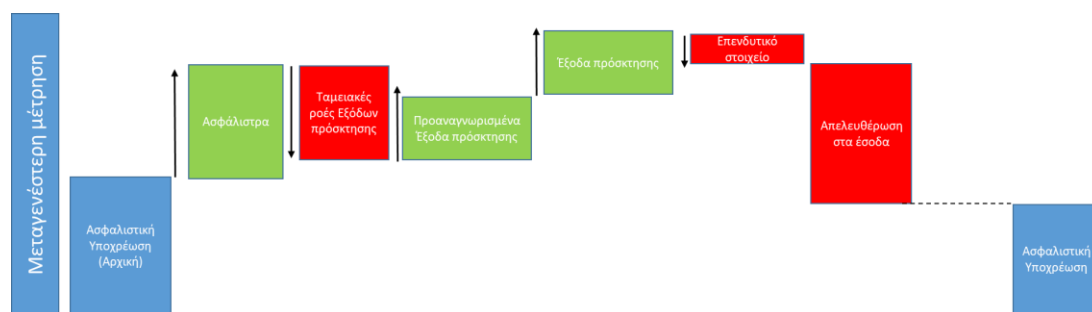 Μεταγενέστερη μέτρηση
Ασφαλιστική
Υποχρέωση
(Αρχική)
Ασφάλιστρα
Ταμειακές
ροές Εξόδων
πρόσκτησης
Προαναγνωρισμένα
Έξοδα πρόσκτησης
Έξοδα πρόσκτησης
Επενδυτικό
στοιχείο
Απελευθέρωση
στα έσοδα
Ασφαλιστική
Υποχρέωση